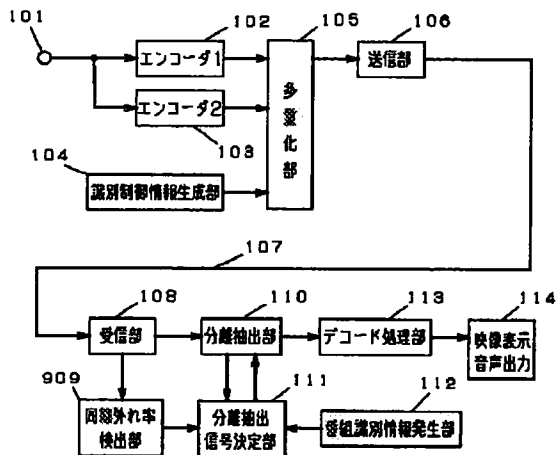 101
102
105
106
エンコーダ1
送信部
多重化部
エンコーダ2
103
104
識別制御情報生成部
107
108
110
113
114
受信部
分離抽出部
デコード処理部
映像表示
音声出力
909
111
112
同期外れ率
検出部
分離抽出
信号決定部
番組識別情報発生部